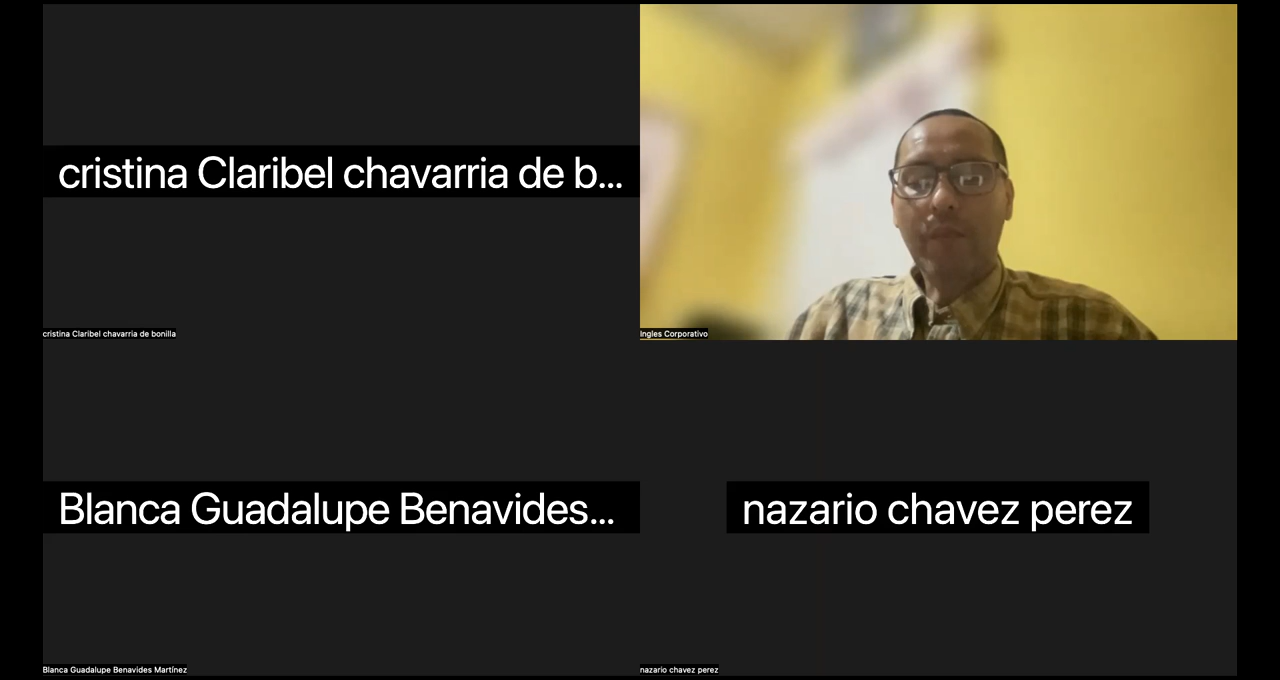 cristina Claribel chavarria de b...
cristina Claribel chavarria de bonilla
Ingles Corporativo
Blanca Guadalupe Benavides...
nazario chavez perez
Blanca Guadalupe Benavides Martínez
nazario chavez perez